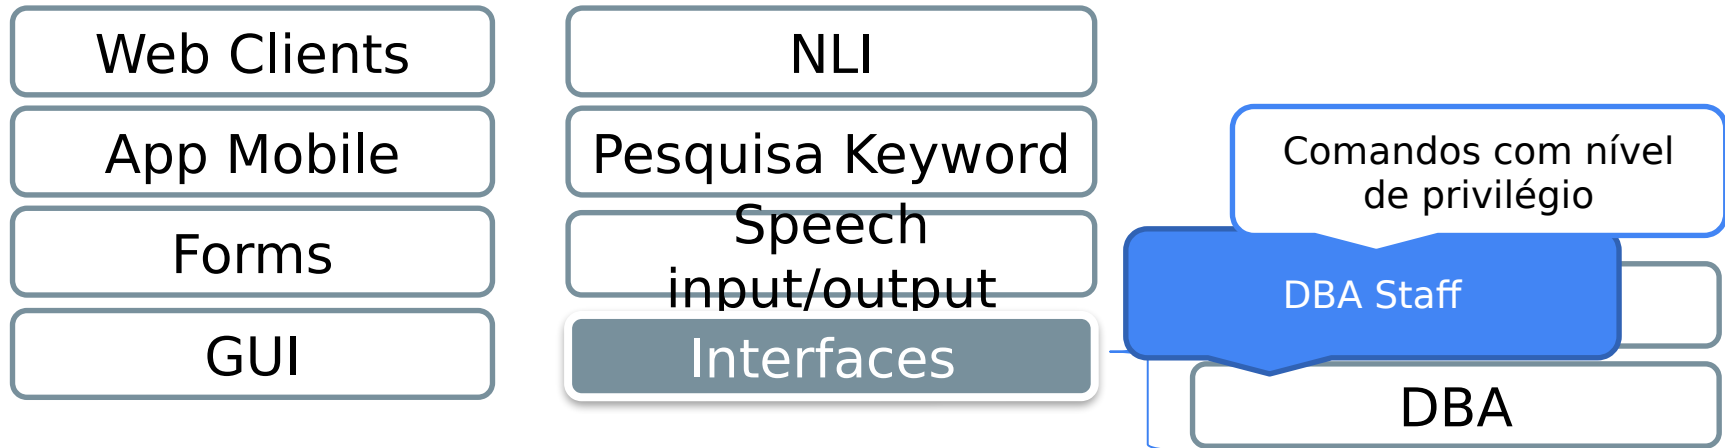 Web Clients
App Mobile
Forms
GUI
NLI
Pesquisa Keyword
Speech
input/output
Interfaces
Comandos com nível
de privilégio
DBA Staff
DBA